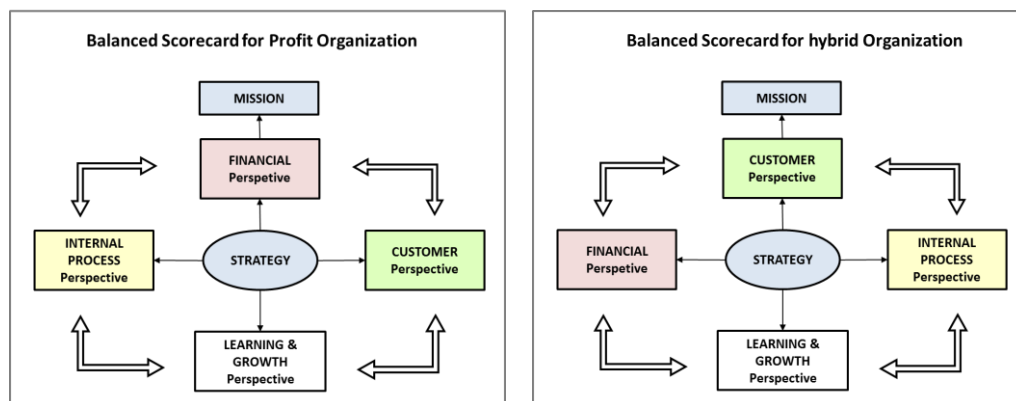 Balanced Scorecard for Profit Organization
MISSION
FINANCIAL
Perspetive
INTERNAL
PROCESS
Perspective
STRATEGY
CUSTOMER
Perspective
LEARNING &
GROWTH
Perspective
Balanced Scorecard for hybrid Organization
MISSION
CUSTOMER
Perspective
FINANCIAL
Perspetive
STRATEGY
INTERNAL
PROCESS
Perspective
LEARNING &
GROWTH
Perspective